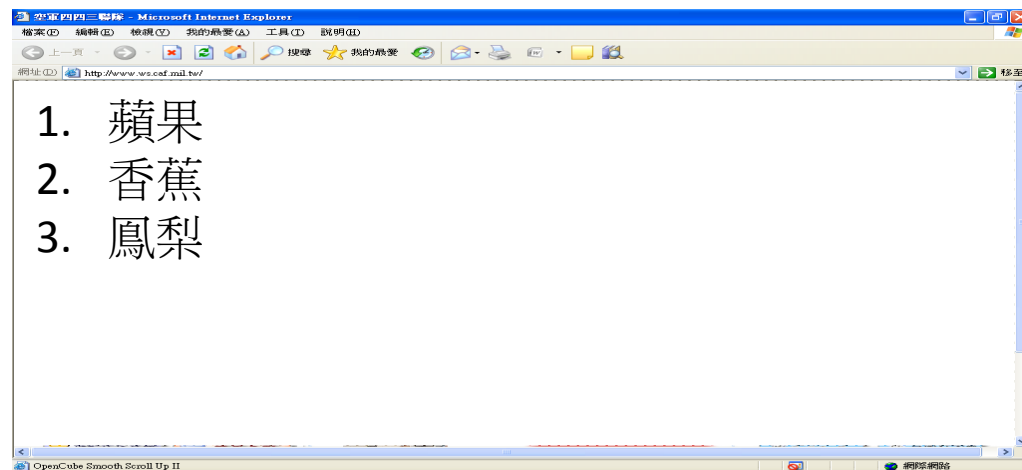 空軍四四三聯隊 - Microsoft Internet Explorer
檔案(F) 編輯(E) 檢視(V) 我的最愛(A) 工具(T) 說明(H)
上一頁 搜尋 我的最愛
網址(D) http://www.ws.caf.mil.tw/ 移至
1. 蘋果
2. 香蕉
3. 鳳梨
OpenCube Smooth Scroll Up II 網際網路